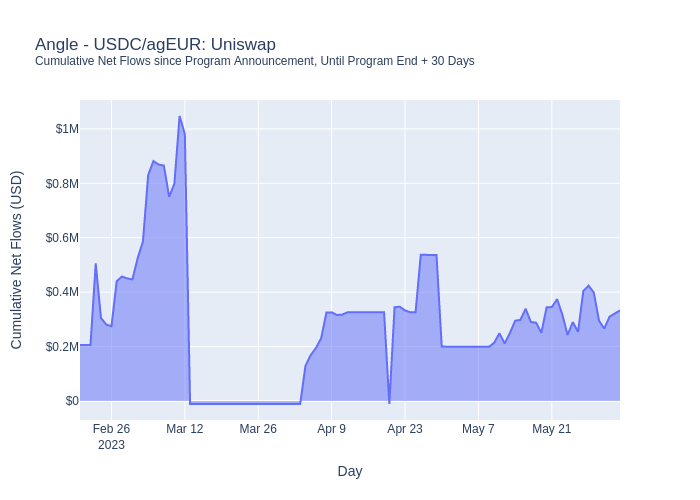 Angle - USDC/agEUR: Uniswap
Cumulative Net Flows since Program Announcement, Until Program End + 30 Days
Cumulative Net Flows (USD)
$1M
$0.8M
$0.6M
$0.4M
$0.2M
$0
Feb 26 Mar 12 Mar 26 Apr 9 Apr 23 May 7 May 21
2023
Day